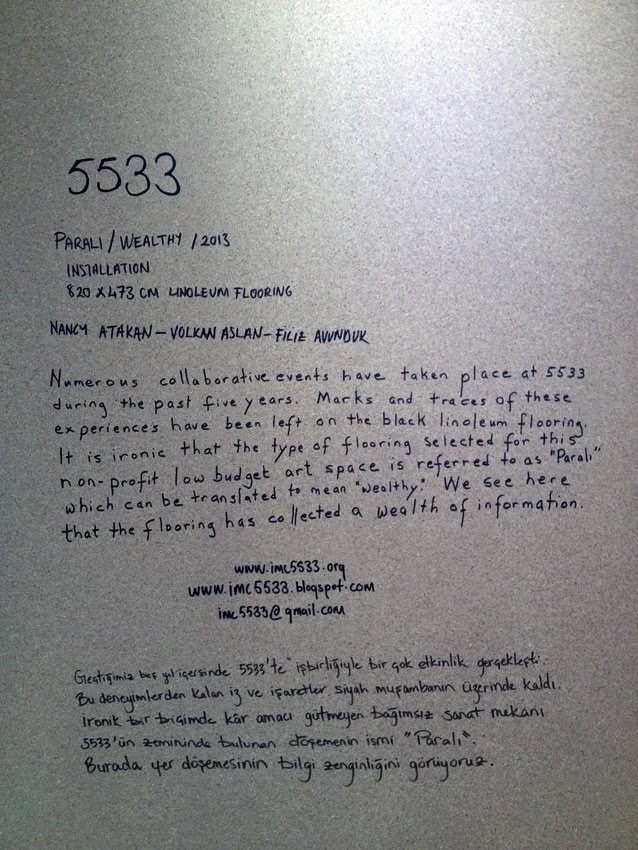 5533
PARALI / WEALTHY / 2013
INSTALLATION
820 X 473 CM LINOLEUM FLOORING
NANCY ATAKAN – VOLKAN ASLAN – FILIZ AVUNDUK
Numerous collaborative events have taken place at 5533
during the past five years. Marks and traces of these
experiences have been left on the black linoleum flooring.
It is ironic that the type of flooring selected for this
non-profit low budget art space is referred to as "Paralı"
which can be translated to mean "wealthy." We see here
that the flooring has collected a wealth of information.
www.imc5533.org
www.imc5533.blogspot.com
imc5533@gmail.com
Geçtiğimiz beş yıl içersinde 5533'te işbirliğiyle bir çok etkinlik gerçekleşti.
Bu deneyimlerden kalan iz ve işaretler siyah muşambanın üzerinde kaldı.
İronik bir biçimde kâr amacı gütmeyen bağımsız sanat mekanı
5533'ün zemininde bulunan döşemenin ismi "Paralı".
Burada yer döşemesinin bilgi zenginliğini görüyoruz.